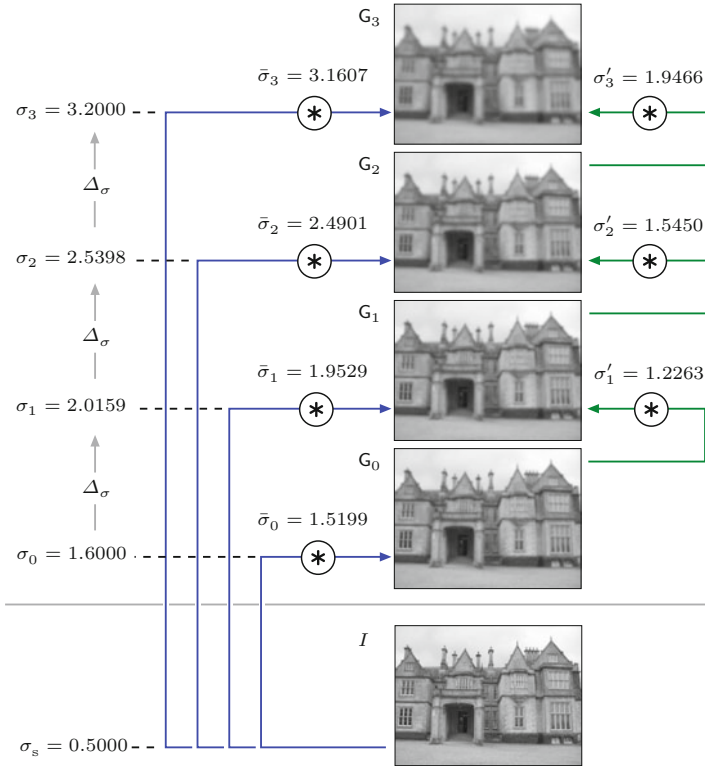 G₃
σ̄₃ = 3.1607
σ′₃ = 1.9466
σ₃ = 3.2000
G₂
Δσ
σ̄₂ = 2.4901
σ′₂ = 1.5450
σ₂ = 2.5398
G₁
Δσ
σ̄₁ = 1.9529
σ′₁ = 1.2263
σ₁ = 2.0159
G₀
Δσ
σ̄₀ = 1.5199
σ₀ = 1.6000
I
σₛ = 0.5000